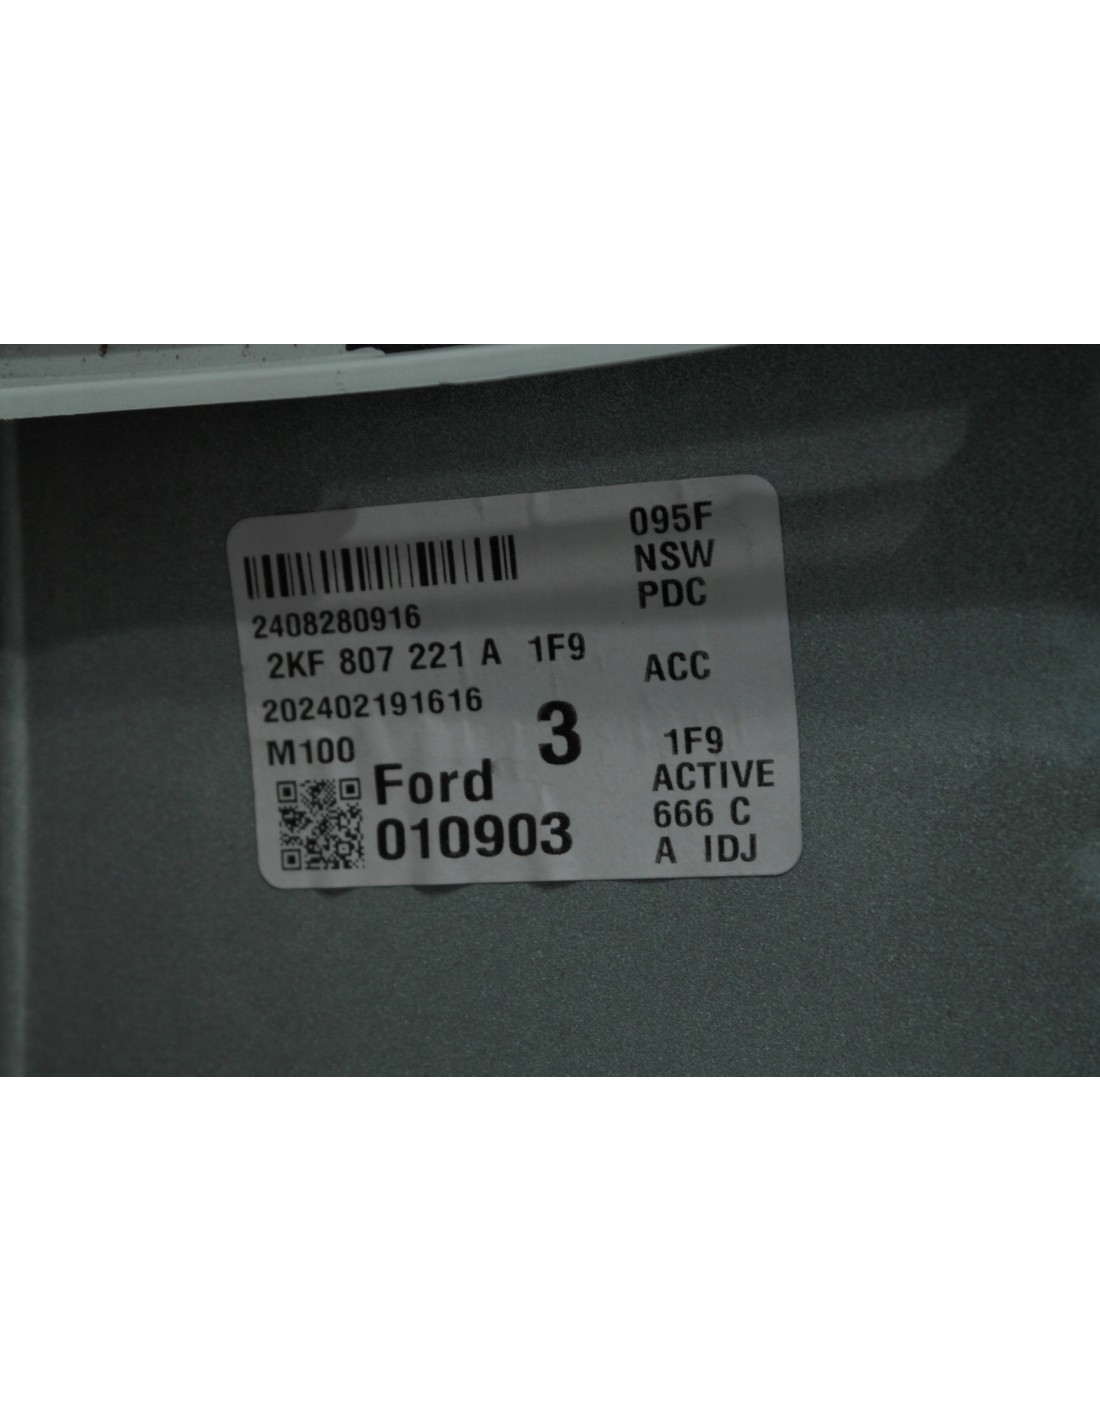 2408280916
2KF 807 221 A 1F9
202402191616
M100
3
Ford
010903
095F
NSW
PDC
ACC
1F9
ACTIVE
666 C
A IDJ